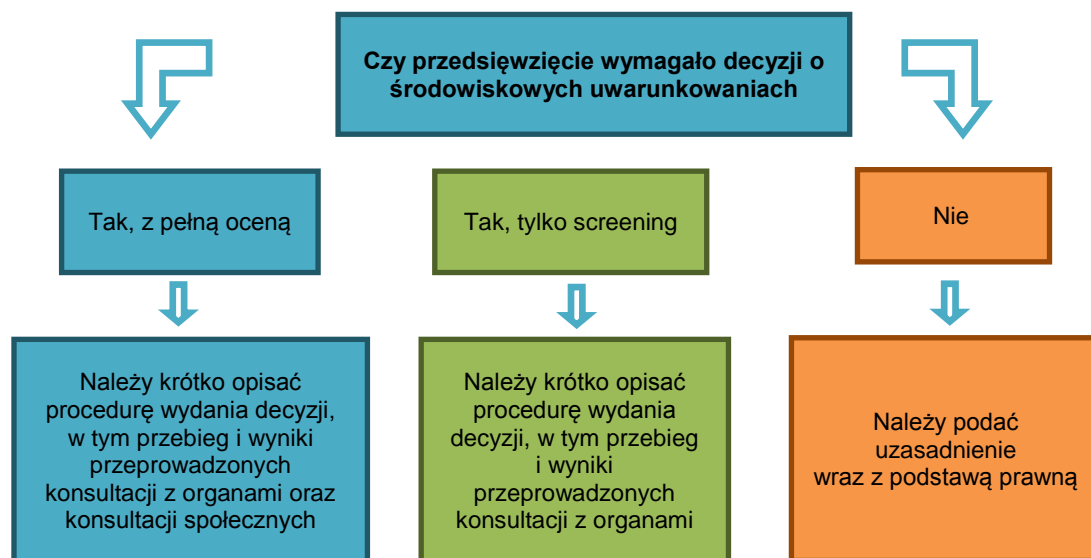 Czy przedsięwzięcie wymagało decyzji o
środowiskowych uwarunkowaniach
Tak, z pełną oceną
Tak, tylko screening
Nie
Należy krótko opisać
procedurę wydania decyzji,
w tym przebieg i wyniki
przeprowadzonych
konsultacji z organami oraz
konsultacji społecznych
Należy krótko opisać
procedurę wydania
decyzji, w tym przebieg
i wyniki
przeprowadzonych
konsultacji z organami
Należy podać
uzasadnienie
wraz z podstawą prawną